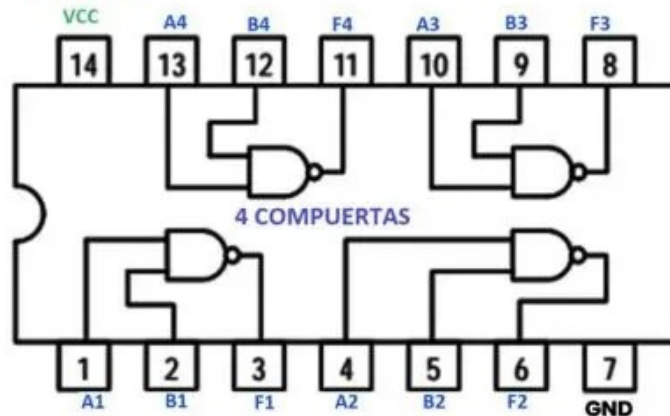 VCC A4 B4 F4 A3 B3 F3
14 13 12 11 10 9 8
4 COMPUERTAS
1 2 3 4 5 6 7
A1 B1 F1 A2 B2 F2 GND